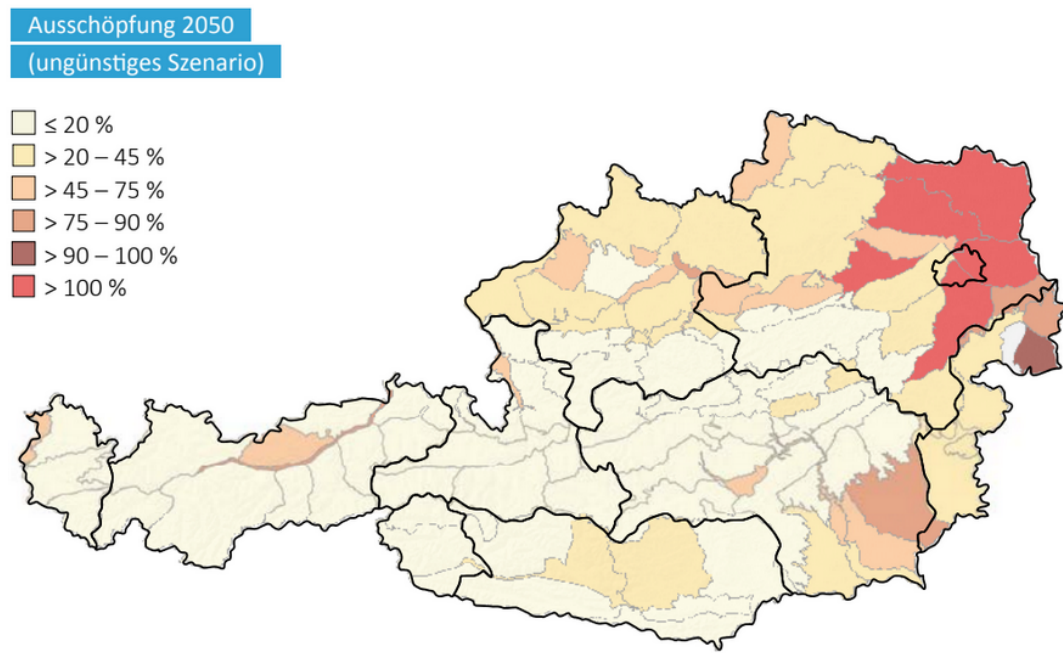 Ausschöpfung 2050
(ungünstiges Szenario)
≤ 20 %
> 20 – 45 %
> 45 – 75 %
> 75 – 90 %
> 90 – 100 %
> 100 %